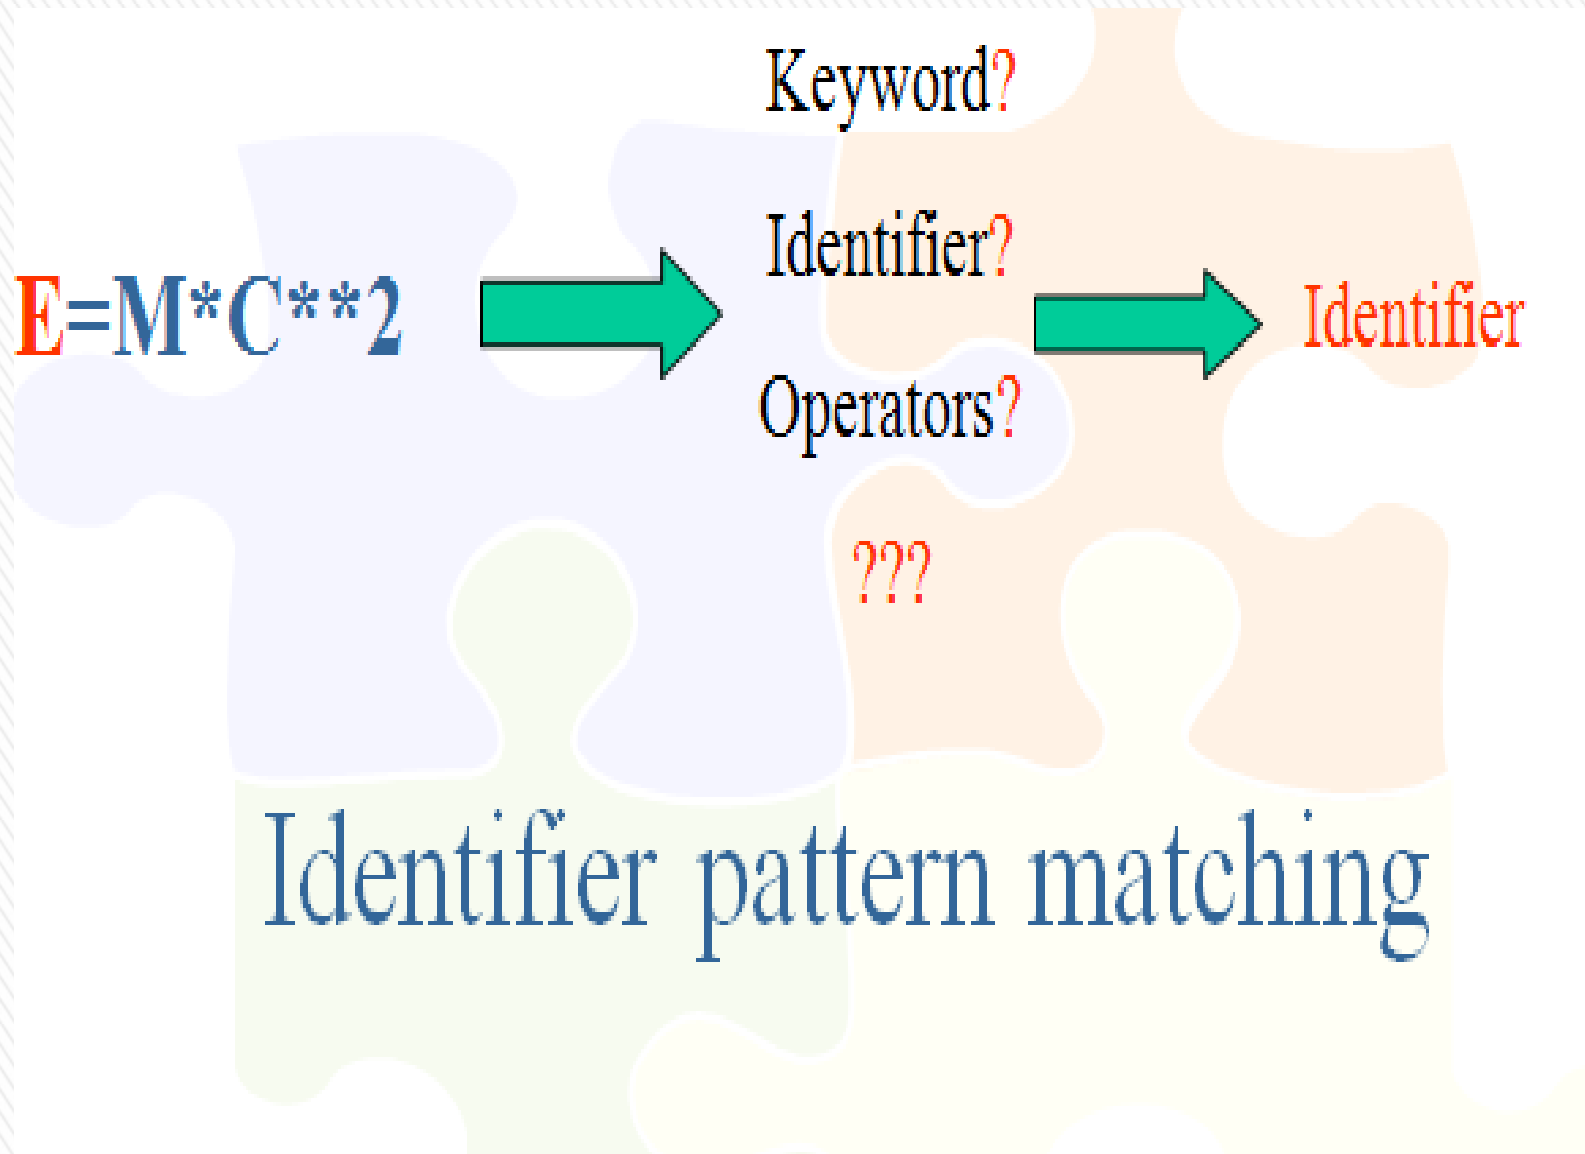 Keyword?
Identifier?
E=M*C**2
Identifier
Operators?
???
Identifier pattern matching